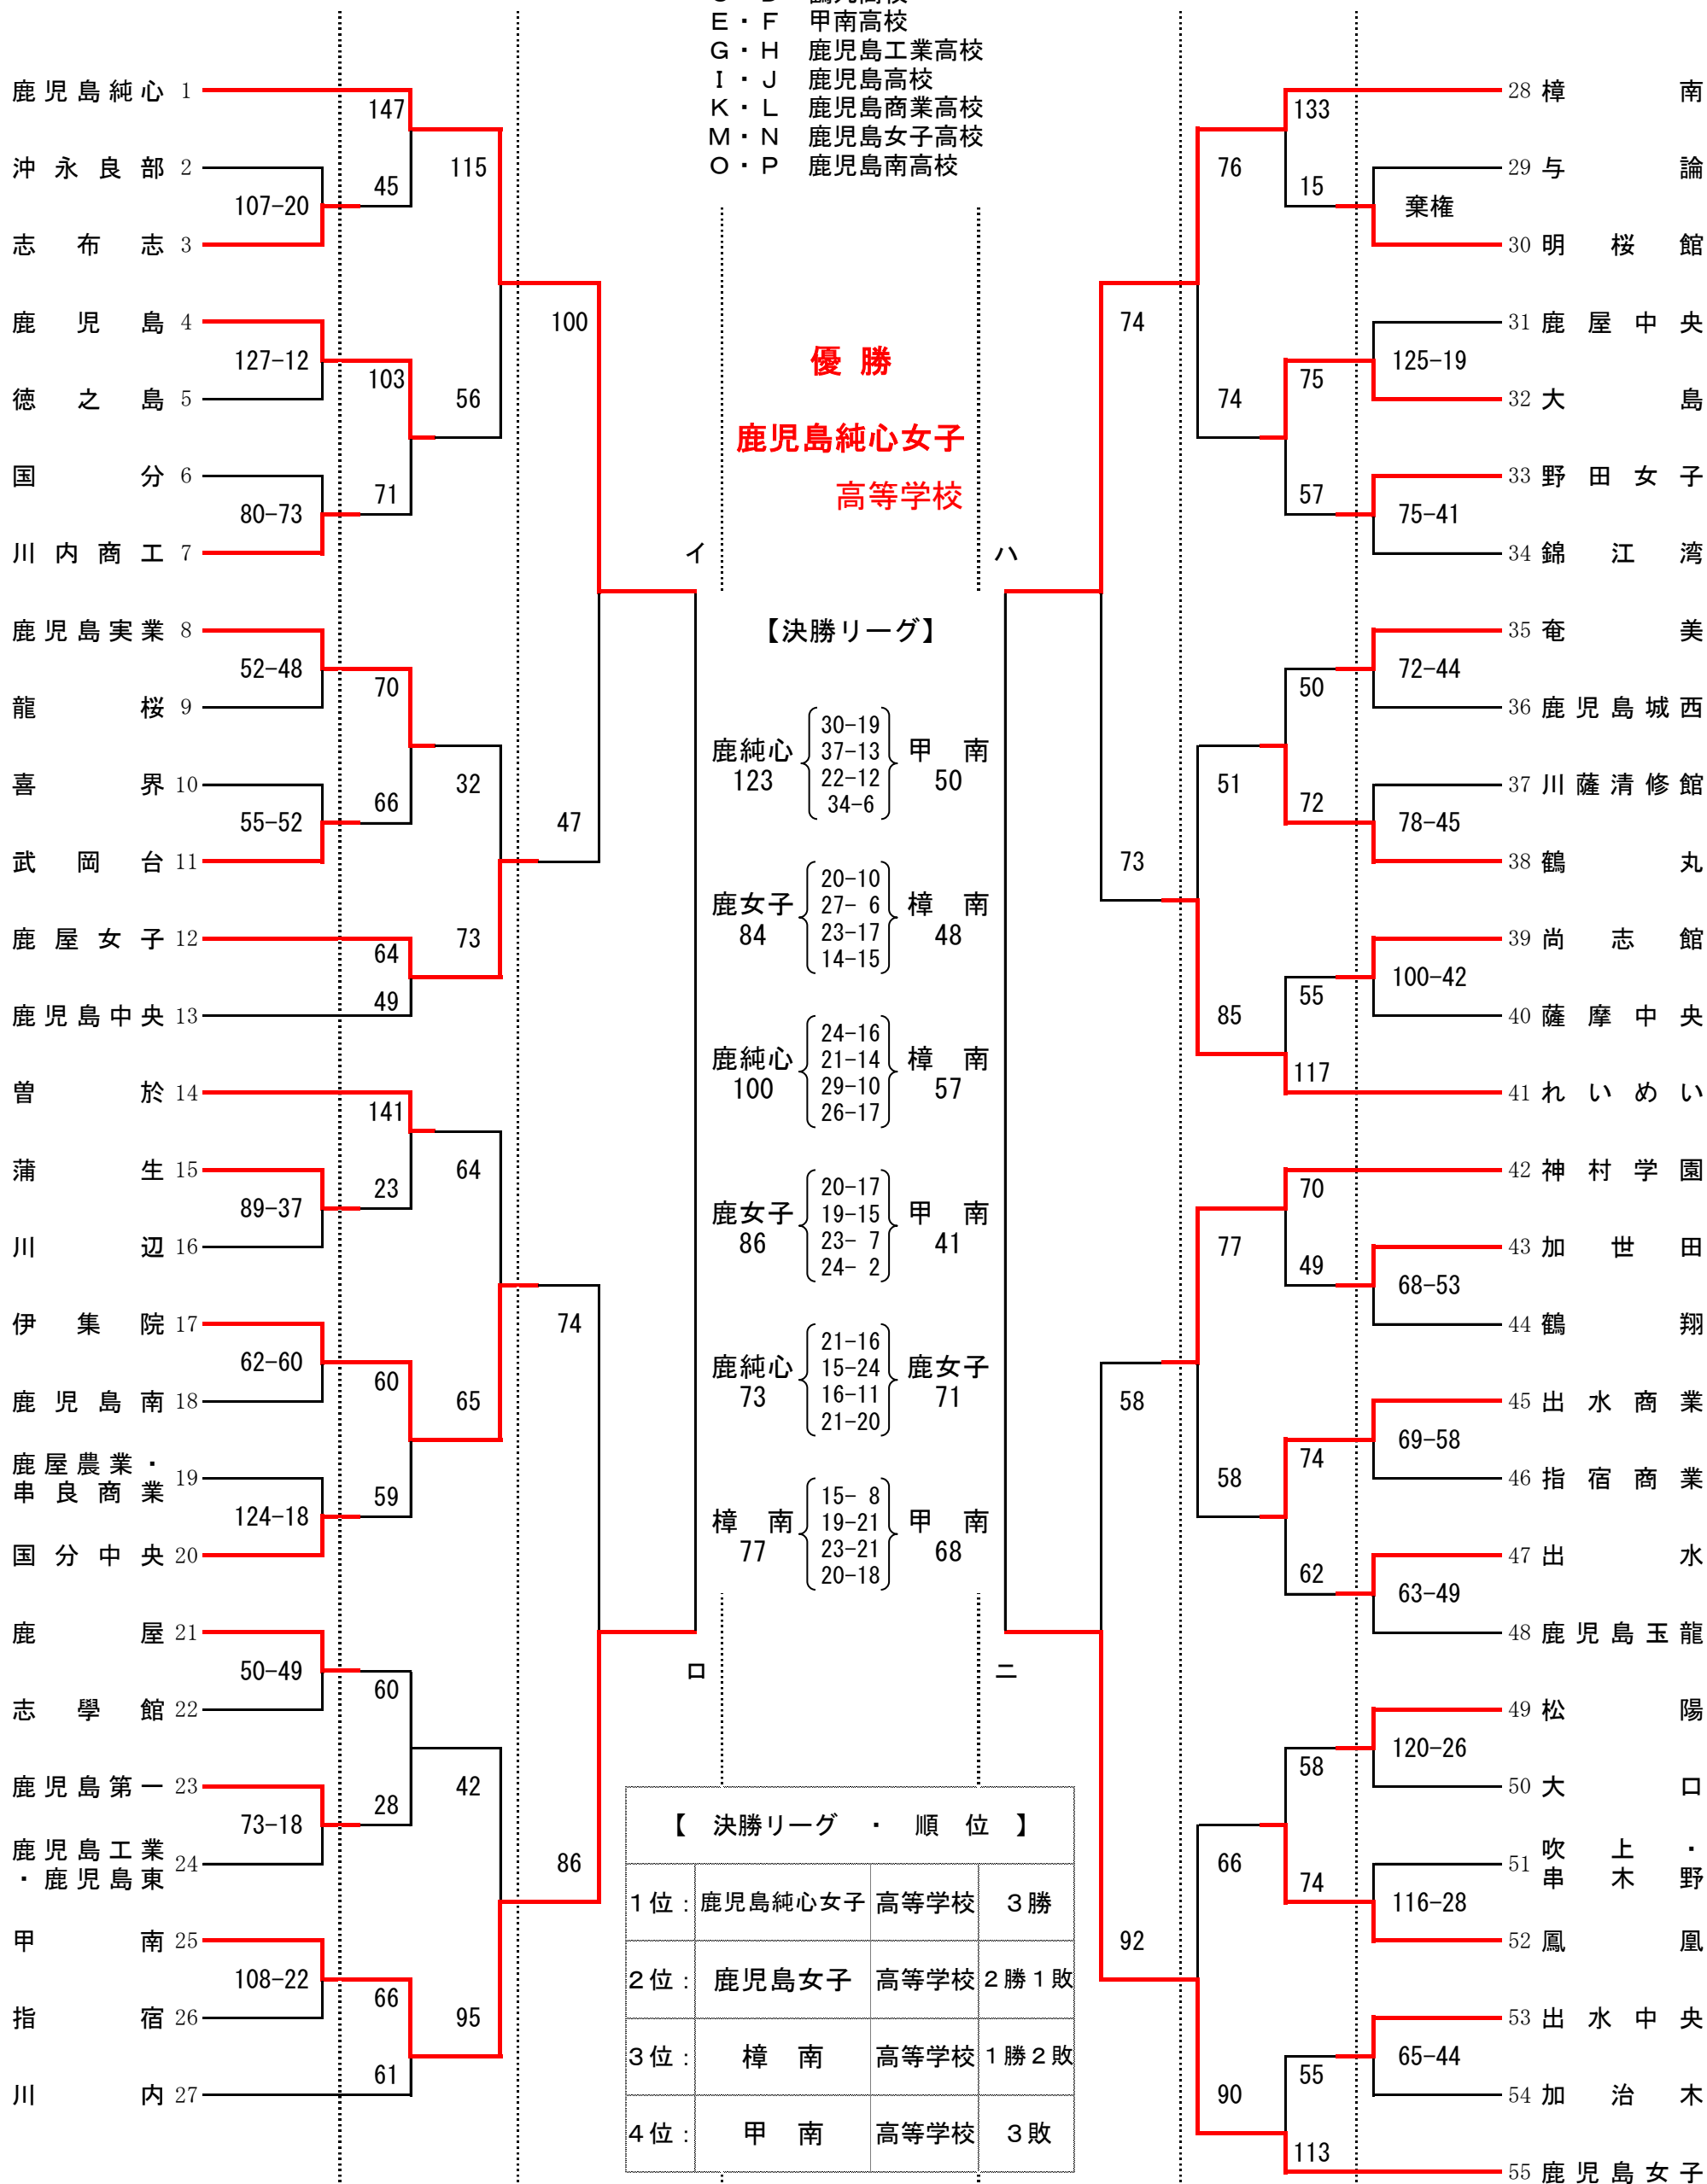 E・F 甲南高校
G・H 鹿児島工業高校
I・J 鹿児島高校
K・L 鹿児島商業高校
M・N 鹿児島女子高校
O・P 鹿児島南高校
鹿児島純心 1
147
沖永良部 2
115
45
107-20
志布志 3
鹿児島 4
100
127-12
103
徳之島 5
56
国分 6
71
80-73
川内商工 7
鹿児島実業 8
52-48
70
龍桜 9
喜界 10
32
66
55-52
47
武岡台 11
鹿屋女子 12
73
64
49
鹿児島中央 13
曽於 14
141
蒲生 15
64
23
89-37
川辺 16
伊集院 17
74
62-60
60
鹿児島南 18
65
鹿屋農業・
串良商業 19
59
124-18
国分中央 20
鹿屋 21
50-49
60
志學館 22
鹿児島第一 23
42
28
73-18
鹿児島工業
・鹿児島東 24
86
甲南 25
108-22
66
指宿 26
95
61
川内 27
優勝
鹿児島純心女子
高等学校
イ
ハ
【決勝リーグ】
鹿純心 123
30-19
37-13
22-12
34-6
甲南 50
鹿女子 84
20-10
27- 6
23-17
14-15
樟南 48
鹿純心 100
24-16
21-14
29-10
26-17
樟南 57
鹿女子 86
20-17
19-15
23- 7
24- 2
甲南 41
鹿純心 73
21-16
15-24
16-11
21-20
鹿女子 71
樟南 77
15- 8
19-21
23-21
20-18
甲南 68
ロ
ニ
【 決勝リーグ ・ 順位 】
1位: 鹿児島純心女子 高等学校 3勝
2位: 鹿児島女子 高等学校 2勝1敗
3位: 樟南 高等学校 1勝2敗
4位: 甲南 高等学校 3敗
28 樟南
133
29 与論
76
15
棄権
30 明桜館
31 鹿屋中央
74
125-19
75
32 大島
74
33 野田女子
57
75-41
34 錦江湾
35 奄美
72-44
50
36 鹿児島城西
37 川薩清修館
51
72
78-45
38 鶴丸
73
39 尚志館
100-42
55
40 薩摩中央
85
117
41 れいめい
42 神村学園
70
43 加世田
77
49
68-53
44 鶴翔
45 出水商業
58
69-58
74
46 指宿商業
58
47 出水
62
63-49
48 鹿児島玉龍
49 松陽
120-26
58
50 大口
51 吹上・
串木野
66
74
116-28
52 鳳凰
92
53 出水中央
65-44
55
54 加治木
90
113
55 鹿児島女子